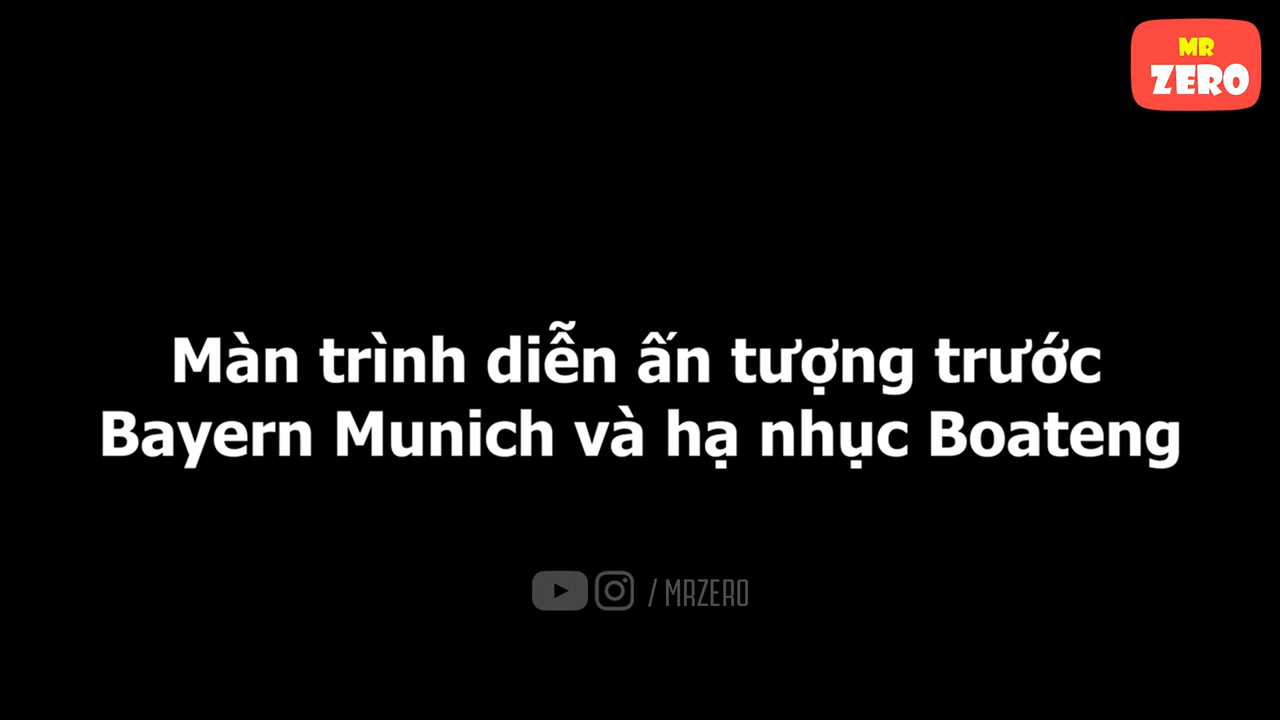 MR
ZERO
Màn trình diễn ấn tượng trước
Bayern Munich và hạ nhục Boateng
/ MRZERO